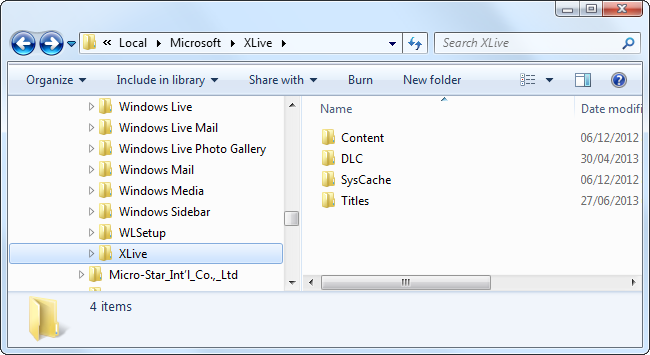 « Local Microsoft XLive
Search XLive
Organize Include in library Share with Burn New folder
Windows Live
Windows Live Mail
Windows Live Photo Gallery
Windows Mail
Windows Media
Windows Sidebar
WLSetup
XLive
Micro-Star_Int'l_Co.,_Ltd
Name Date modifi
Content 06/12/2012
DLC 30/04/2013
SysCache 06/12/2012
Titles 27/06/2013
4 items